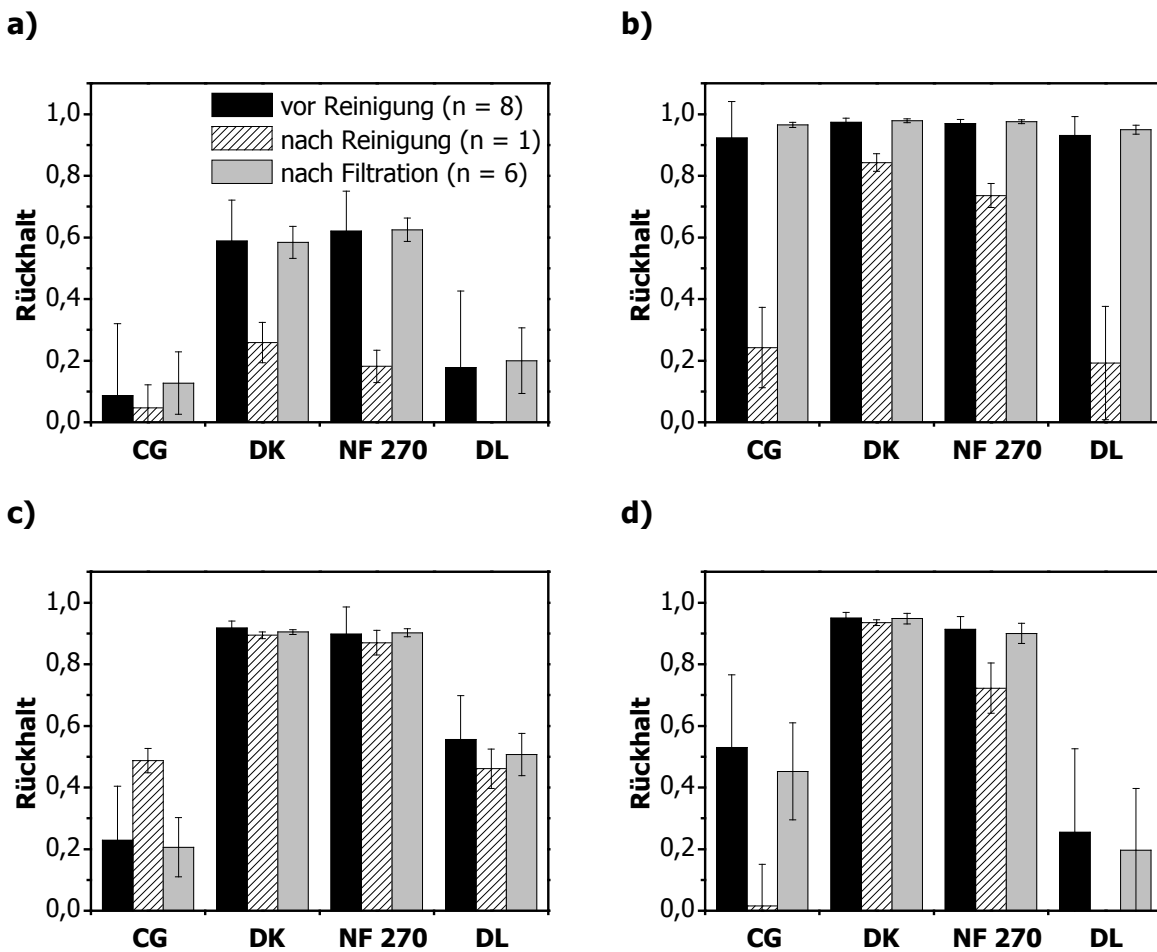 a)
Rückhalt
1,0
0,8
0,6
0,4
0,2
0,0
vor Reinigung (n = 8)
nach Reinigung (n = 1)
nach Filtration (n = 6)
CG DK NF 270 DL
b)
Rückhalt
1,0
0,8
0,6
0,4
0,2
0,0
CG DK NF 270 DL
c)
Rückhalt
1,0
0,8
0,6
0,4
0,2
0,0
CG DK NF 270 DL
d)
Rückhalt
1,0
0,8
0,6
0,4
0,2
0,0
CG DK NF 270 DL